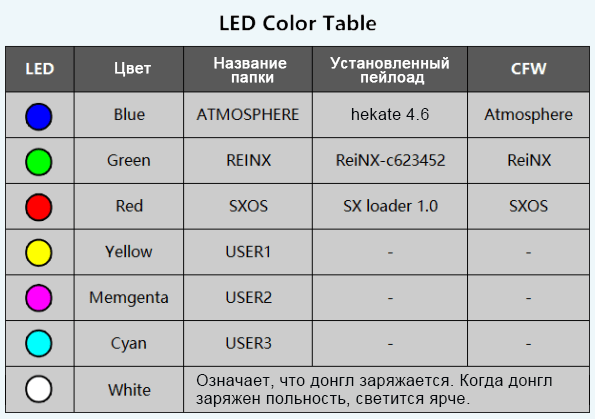 LED Color Table
LED Цвет Название папки Установленный пейлоад CFW
Blue ATMOSPHERE hekate 4.6 Atmosphere
Green REINX ReiNX-c623452 ReiNX
Red SXOS SX loader 1.0 SXOS
Yellow USER1 - -
Memgenta USER2 - -
Cyan USER3 - -
White Означает, что донгл заряжается. Когда донгл
заряжен польность, светится ярче.